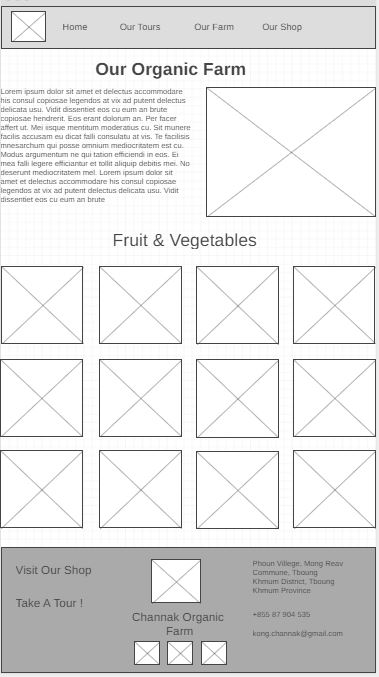 Home Our Tours Our Farm Our Shop
Our Organic Farm
Lorem ipsum dolor sit amet et delectus accommodare
his consul copiosae legendos at vix ad putent delectus
delicata usu. Vidit dissentiet eos cu eum an brute
copiosae hendrerit. Eos erant dolorum an. Per facer
affert ut. Mei iisque mentitum moderatius cu. Sit munere
facilis accusam eu dicat falli consulatu at vis. Te facilisis
mnesarchum qui posse omnium mediocritatem est cu.
Modus argumentum ne qui tation efficiendi in eos. Ei
mea falli legere efficiantur et tollit aliquip debitis mei. No
deserunt mediocritatem mel. Lorem ipsum dolor sit
amet et delectus accommodare his consul copiosae
legendos at vix ad putent delectus delicata usu. Vidit
dissentiet eos cu eum an brute
Fruit & Vegetables
Visit Our Shop
Take A Tour !
Channak Organic
Farm
Phoun Villege, Mong Reav
Commune, Tboung
Khmum District, Tboung
Khmum Province
+855 87 904 535
kong.channak@gmail.com